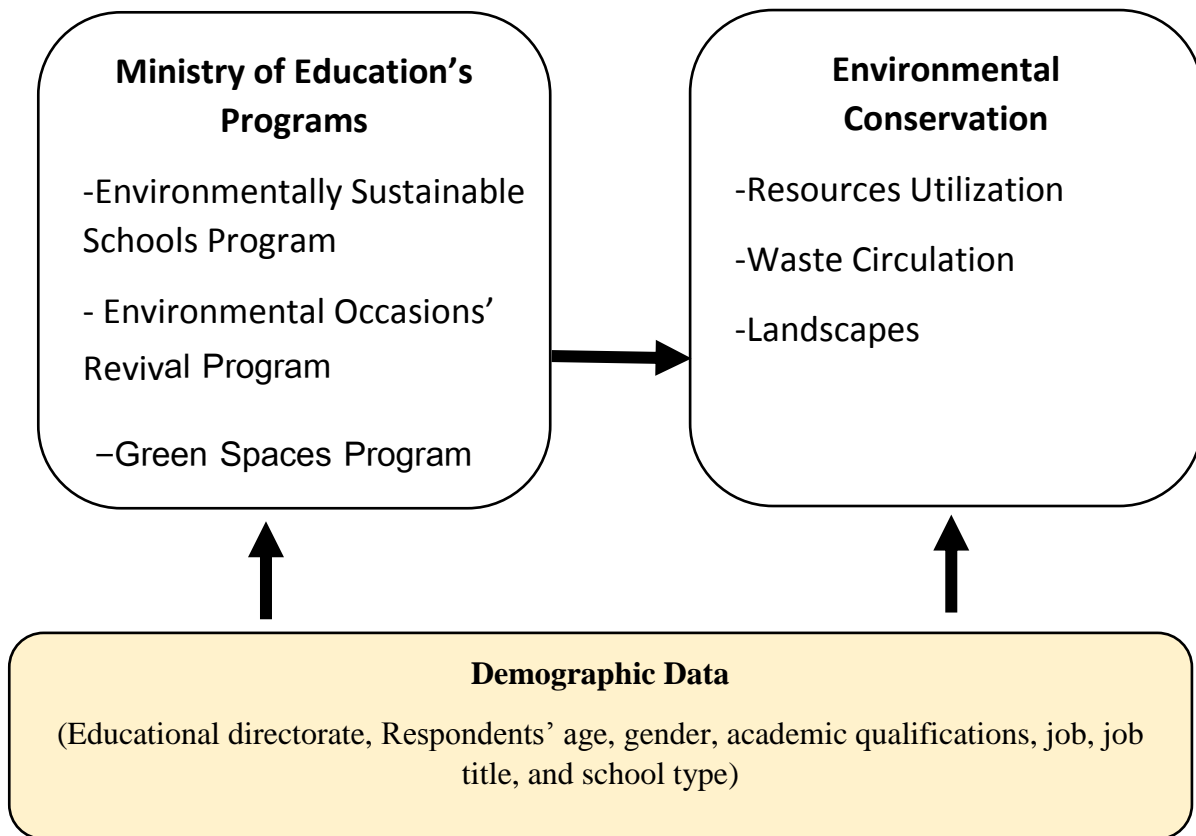 Ministry of Education’s
Programs
-Environmentally Sustainable
Schools Program
- Environmental Occasions’
Revival Program
–Green Spaces Program
Environmental
Conservation
-Resources Utilization
-Waste Circulation
-Landscapes
Demographic Data
(Educational directorate, Respondents’ age, gender, academic qualifications, job, job
title, and school type)